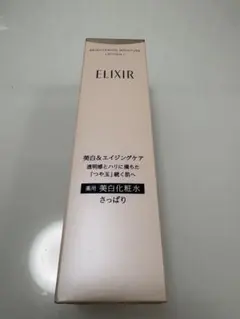 ELIXIR
美白&エイジングケア
透明感とハリに満ちた
「つや玉」続く肌へ
薬用 美白化粧水
さっぱり